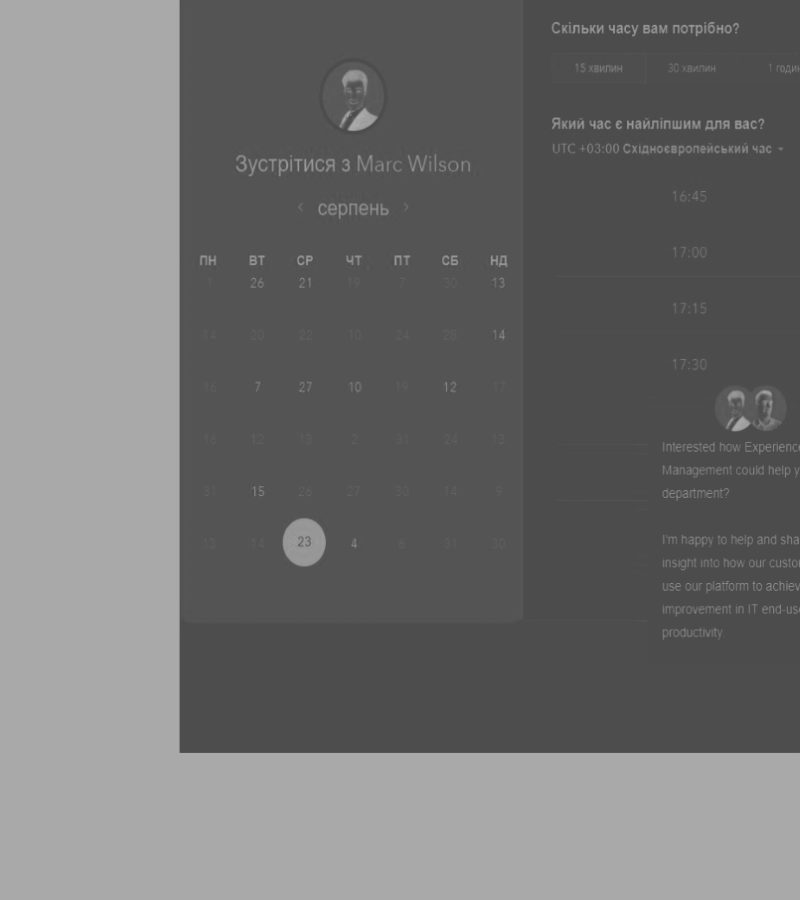 Зустрітися з Marc Wilson
‹ серпень ›
ПН ВТ СР ЧТ ПТ СБ НД
1 26 21 19 7 30 13
14 20 22 10 24 28 14
7 27 10 19 12 17
16 12 13 2 31 24 13
31 15 26 27 30 14 9
13 14 23 4 6 31 30
Скільки часу вам потрібно?
15 хвилин 30 хвилин 1 годин
Який час є найліпшим для вас?
UTC +03:00 Східноєвропейський час
16:45
17:00
17:15
17:30
Interested how Experience
Management could help y
department?
I'm happy to help and sha
insight into how our custo
use our platform to achiev
improvement in IT end-use
productivity.